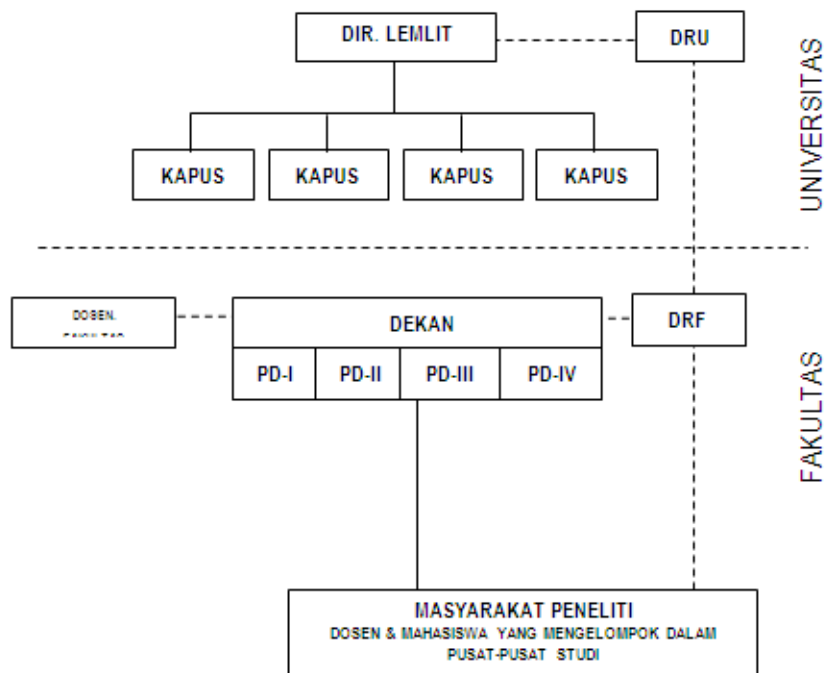 DIR. LEMLIT
DRU
UNIVERSITAS
KAPUS
KAPUS
KAPUS
KAPUS
DOSEN.
DEKAN
DRF
PD-I
PD-II
PD-III
PD-IV
FAKULTAS
MASYARAKAT PENELITI
DOSEN & MAHASISWA YANG MENGELOMPOK DALAM
PUSAT-PUSAT STUDI